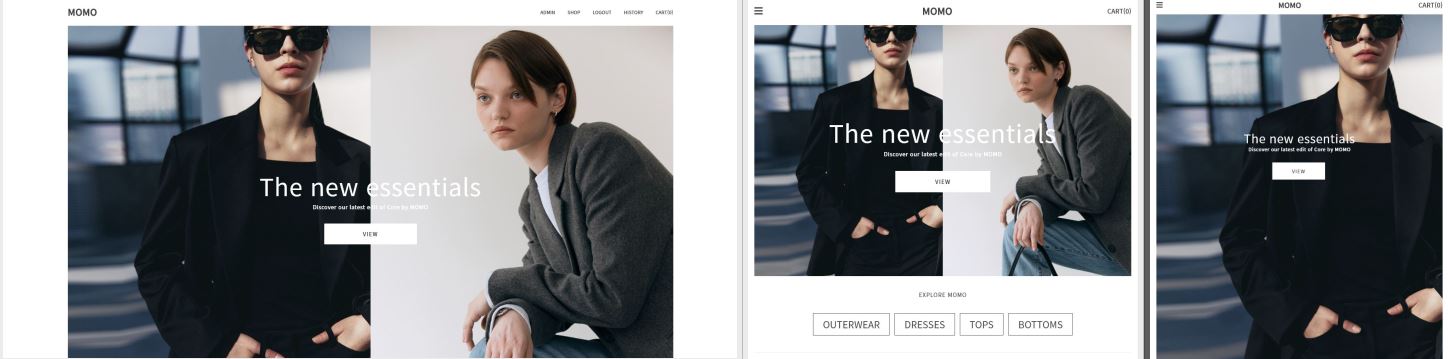 MOMO
ADMIN SHOP LOGOUT HISTORY CART(0)
The new essentials
Discover our latest edit of Core by MOMO
VIEW
MOMO
CART(0)
The new essentials
Discover our latest edit of Core by MOMO
VIEW
EXPLORE MOMO
OUTERWEAR DRESSES TOPS BOTTOMS
MOMO
CART(0)
The new essentials
Discover our latest edit of Core by MOMO
VIEW